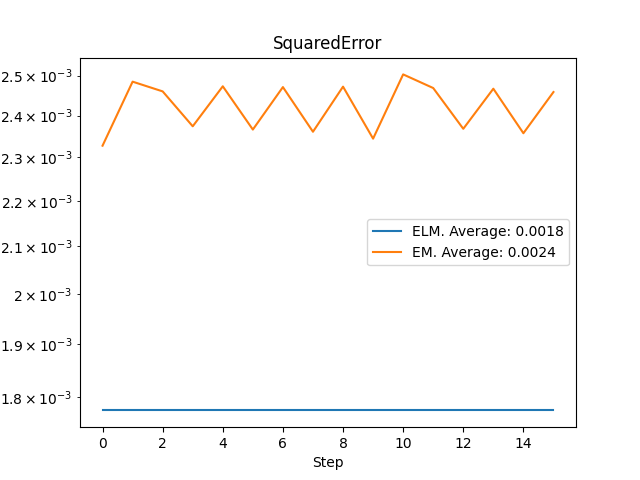 SquaredError
2.5 × 10⁻³
2.4 × 10⁻³
2.3 × 10⁻³
2.2 × 10⁻³
2.1 × 10⁻³
2 × 10⁻³
1.9 × 10⁻³
1.8 × 10⁻³
ELM. Average: 0.0018
EM. Average: 0.0024
0 2 4 6 8 10 12 14
Step